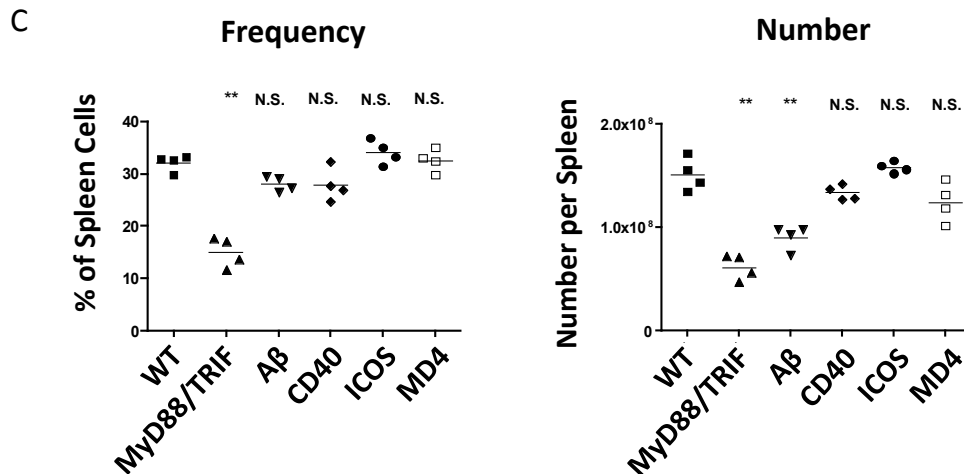 C
Frequency
** N.S. N.S. N.S. N.S.
% of Spleen Cells
40
30
20
10
0
WT
MyD88/TRIF
Aβ
CD40
ICOS
MD4
Number
** ** N.S. N.S. N.S.
Number per Spleen
2.0x10⁸
1.0x10⁸
0
WT
MyD88/TRIF
Aβ
CD40
ICOS
MD4